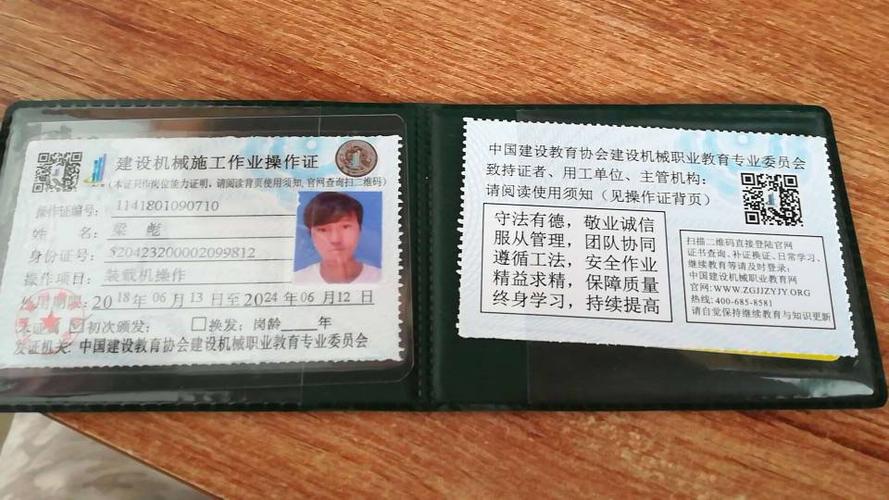 建设机械施工作业操作证
(本证只作岗位能力证明，请阅读背页使用须知，官网查询扫二维码)
操作证编号：1141801090710
姓 名：梁 彪
身份证号：520423200002099812
操作项目：装载机操作
使用期限：2018年06月13日至2024年06月12日
本证：☑初次颁发： □换发：岗龄____年
发证机关：中国建设教育协会建设机械职业教育专业委员会
中国建设教育协会建设机械职业教育专业委员会
致持证者、用工单位、主管机构：
请阅读使用须知（见操作证背页）
守法有德，敬业诚信
服从管理，团队协同
遵循工法，安全作业
精益求精，保障质量
终身学习，持续提高
扫描二维码直接登陆官网
证书查询、补证换证、日常学习、
继续教育等请及时登录：
中国建设机械职业教育网
官网：WWW.ZGJJZYJY.ORG
热线：400-685-8581
请自觉保持继续教育与知识更新